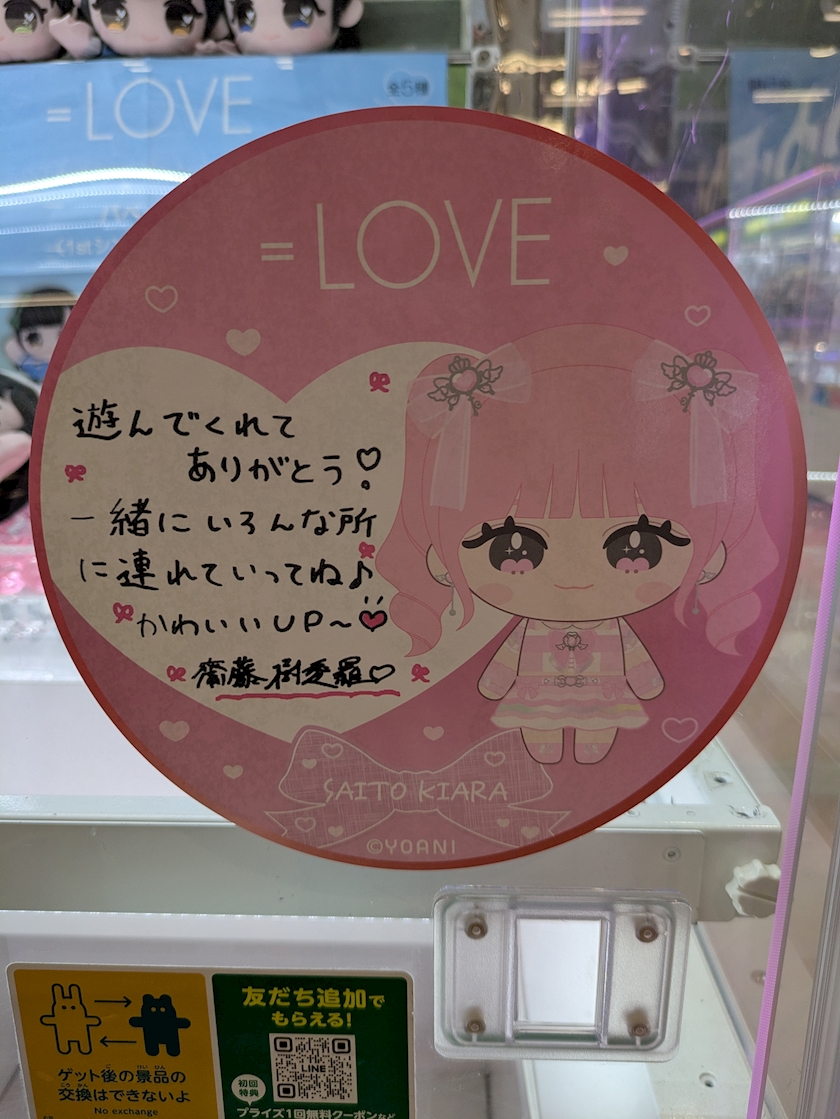 =LOVE
全5種
=LOVE
遊んでくれて
ありがとう♡
一緒にいろんな所
に連れていってね♪
かわいいUP~♥
齋藤樹愛羅♡
SAITO KIARA
©YOANI
ゲット後の景品の
交換はできないよ
No exchange
友だち追加で
もらえる!
LINE
初回
特典
プライズ1回無料クーポンなど